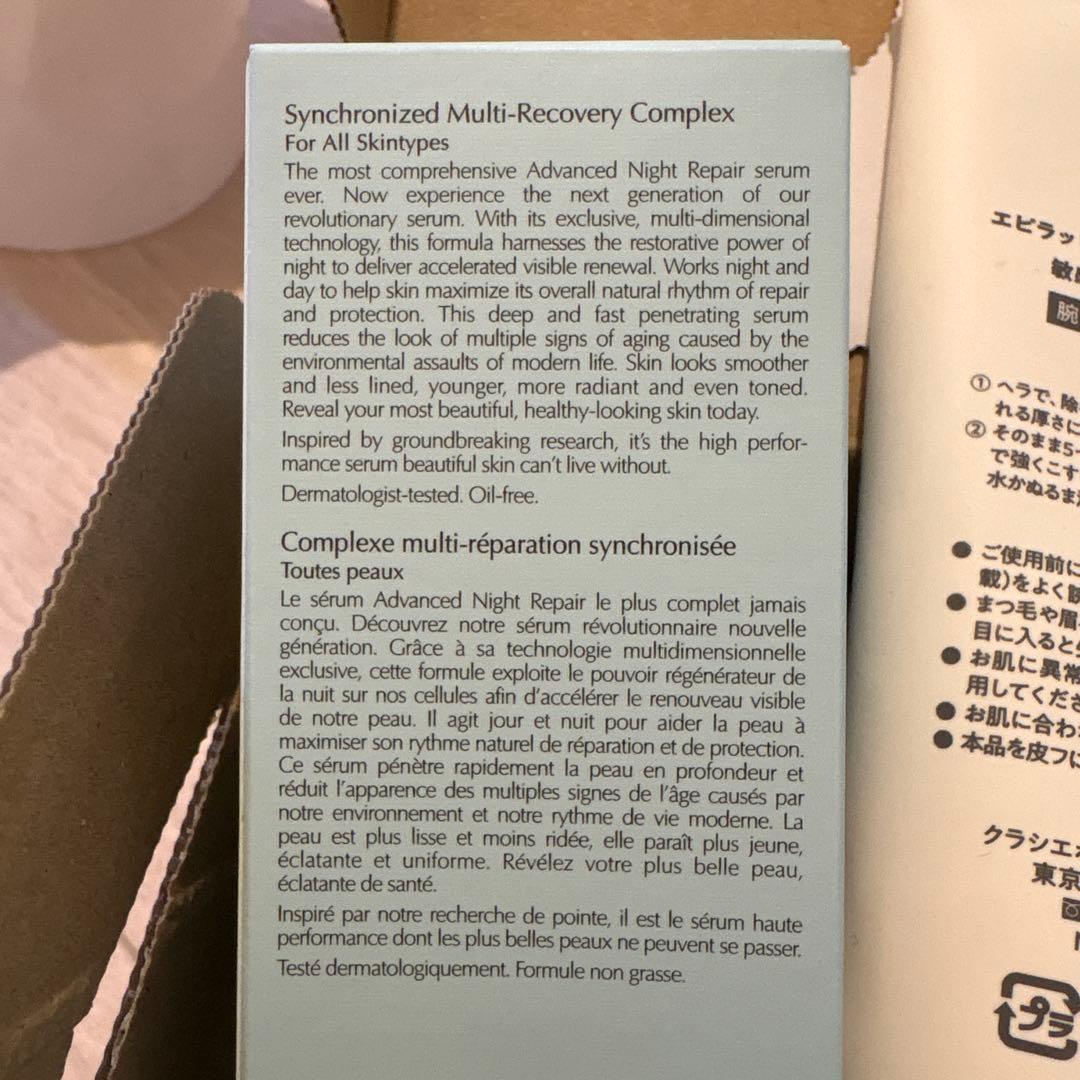 Synchronized Multi-Recovery Complex
For All Skintypes
The most comprehensive Advanced Night Repair serum
ever. Now experience the next generation of our
revolutionary serum. With its exclusive, multi-dimensional
technology, this formula harnesses the restorative power of
night to deliver accelerated visible renewal. Works night and
day to help skin maximize its overall natural rhythm of repair
and protection. This deep and fast penetrating serum
reduces the look of multiple signs of aging caused by the
environmental assaults of modern life. Skin looks smoother
and less lined, younger, more radiant and even toned.
Reveal your most beautiful, healthy-looking skin today.
Inspired by groundbreaking research, it's the high perfor-
mance serum beautiful skin can't live without.
Dermatologist-tested. Oil-free.
Complexe multi-réparation synchronisée
Toutes peaux
Le sérum Advanced Night Repair le plus complet jamais
conçu. Découvrez notre sérum révolutionnaire nouvelle
génération. Grâce à sa technologie multidimensionnelle
exclusive, cette formule exploite le pouvoir régénérateur de
la nuit sur nos cellules afin d'accélérer le renouveau visible
de notre peau. Il agit jour et nuit pour aider la peau à
maximiser son rythme naturel de réparation et de protection.
Ce sérum pénètre rapidement la peau en profondeur et
réduit l'apparence des multiples signes de l'âge causés par
notre environnement et notre rythme de vie moderne. La
peau est plus lisse et moins ridée, elle paraît plus jeune,
éclatante et uniforme. Révélez votre plus belle peau,
éclatante de santé.
Inspiré par notre recherche de pointe, il est le sérum haute
performance dont les plus belles peaux ne peuvent se passer.
Testé dermatologiquement. Formule non grasse.
エピラッ
敏
腕
① ヘラで、除
れる厚さに
② そのまま5
で強くこす
水かぬるま
● ご使用前に
載)をよく
● まつ毛や眉
目に入ると
● お肌に異常
用してくださ
● お肌に合わ
● 本品を皮フに
クラシエ
東京
プラ